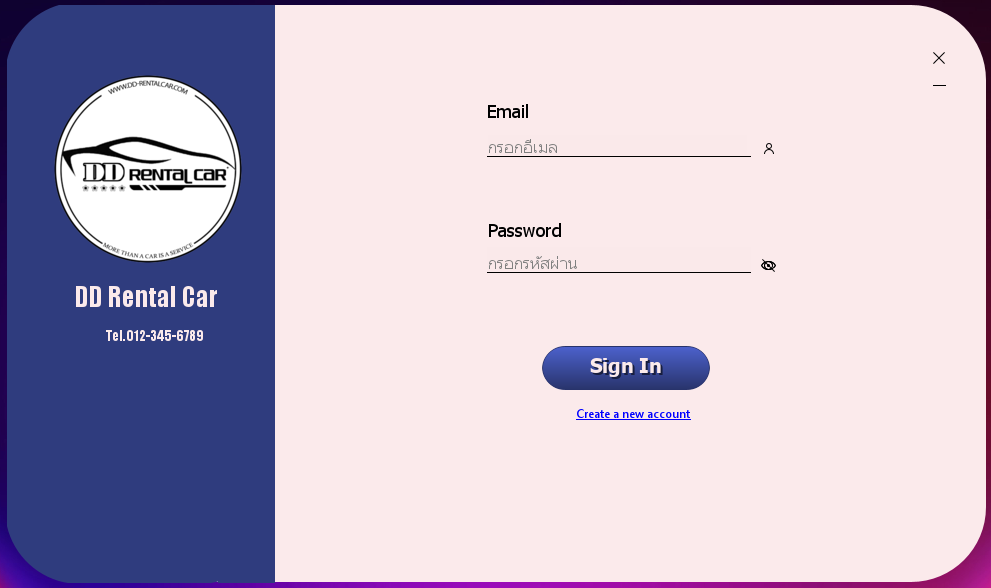 WWW.DD-RENTALCAR.COM
DD RENTAL CAR
MORE THAN A CAR IS A SERVICE
DD Rental Car
Tel.012-345-6789
Email
กรอกอีเมล
Password
กรอกรหัสผ่าน
Sign In
Create a new account